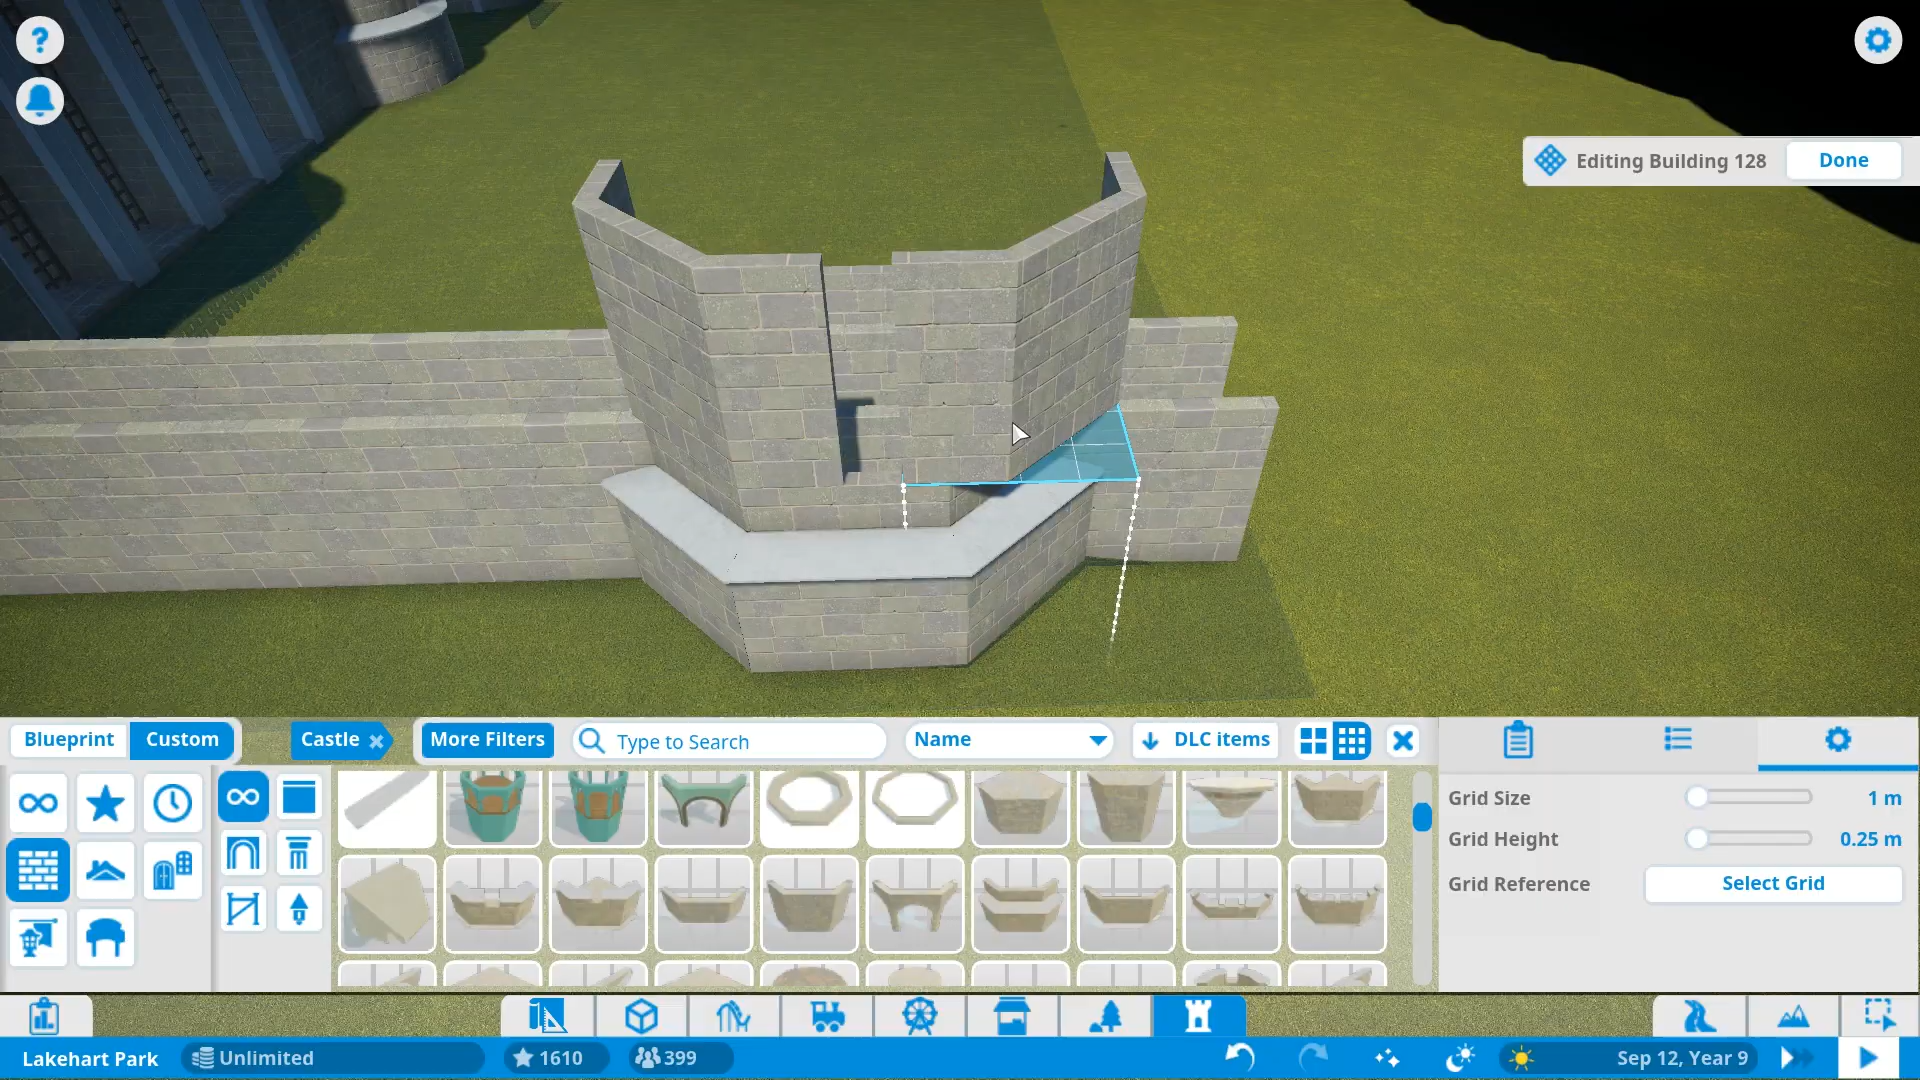 ?
Editing Building 128
Done
Blueprint
Custom
Castle
More Filters
Type to Search
Name
DLC items
Grid Size
1 m
Grid Height
0.25 m
Grid Reference
Select Grid
Lakehart Park
Unlimited
1610
399
Sep 12, Year 9